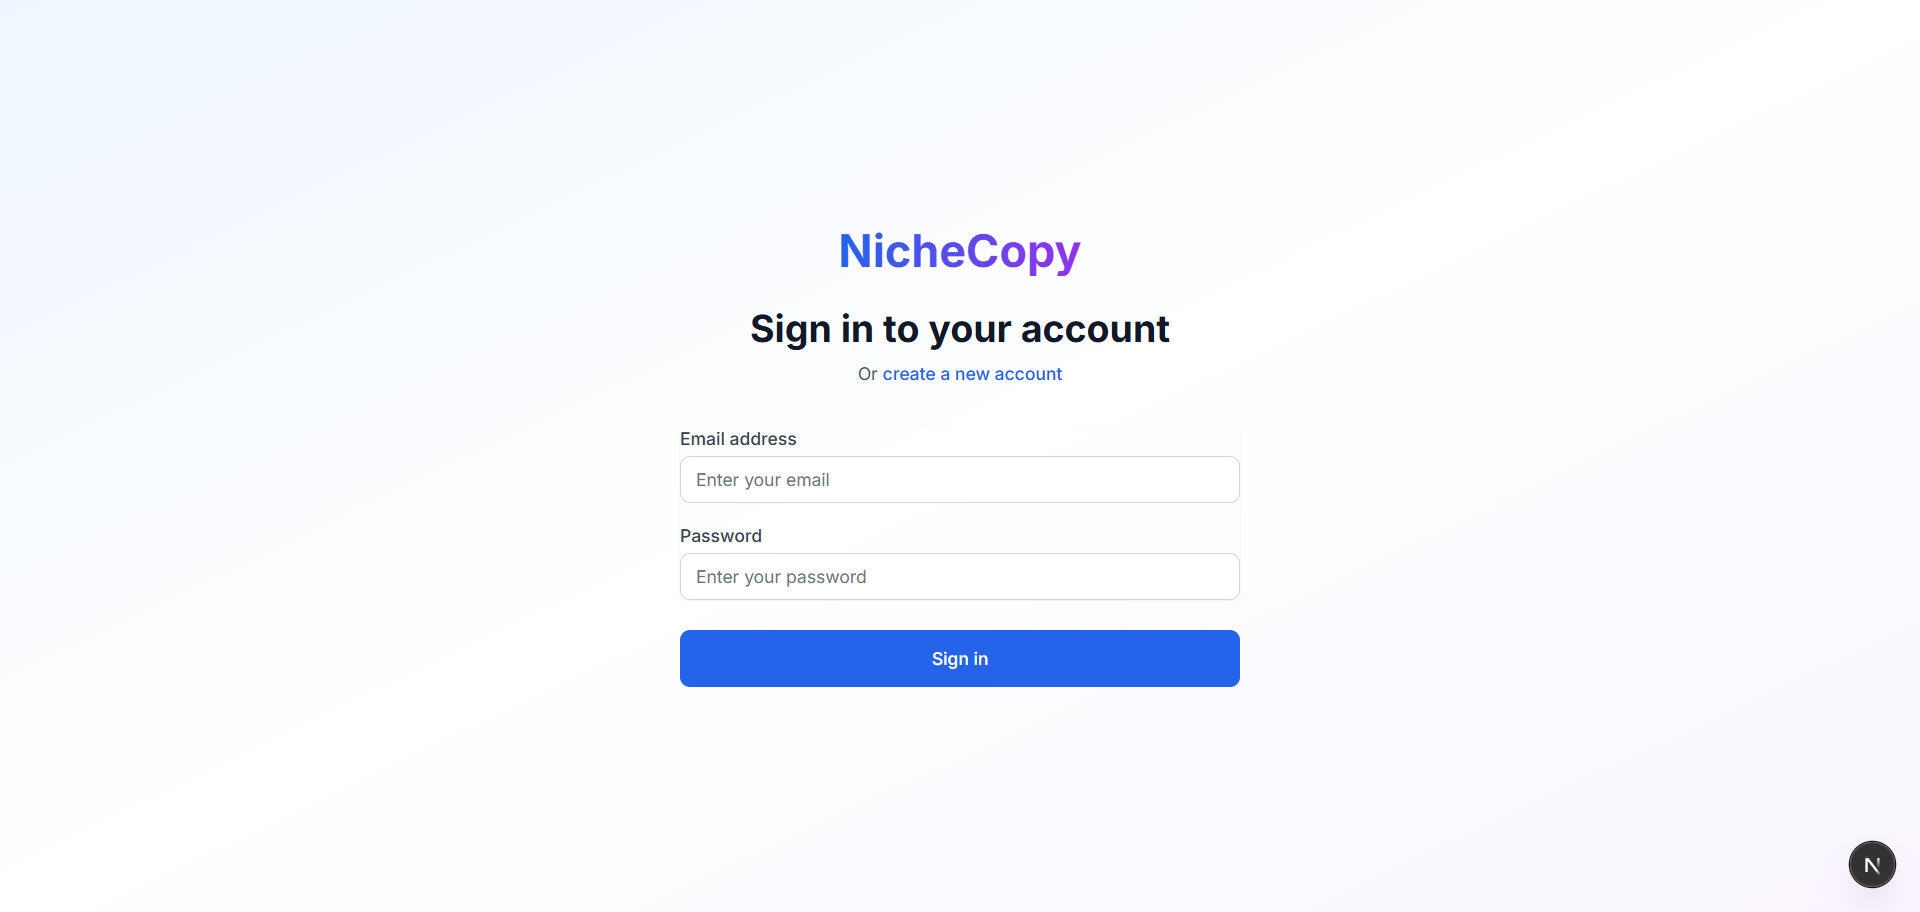 NicheCopy
Sign in to your account
Or create a new account
Email address
Enter your email
Password
Enter your password
Sign in
N